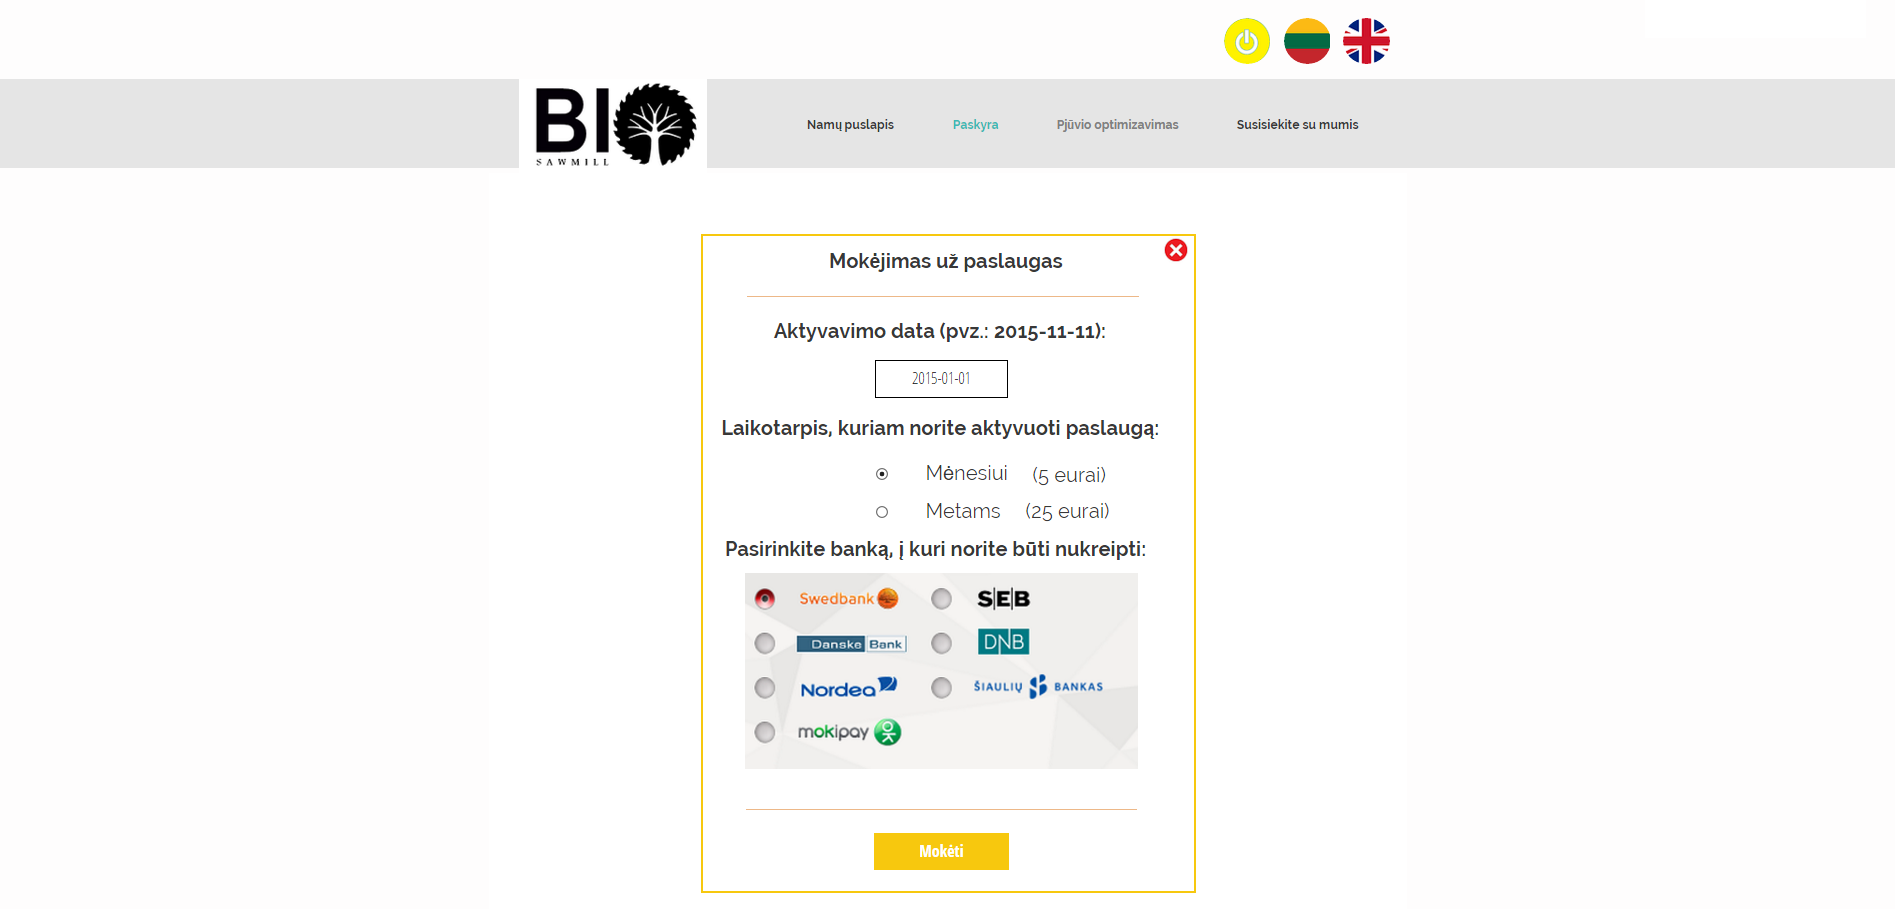 BI
SAWMILL
Namų puslapis
Paskyra
Pjūvio optimizavimas
Susisiekite su mumis
Mokėjimas už paslaugas
Aktyvavimo data (pvz.: 2015-11-11):
2015-01-01
Laikotarpis, kuriam norite aktyvuoti paslaugą:
Mėnesiui (5 eurai)
Metams (25 eurai)
Pasirinkite banką, į kuri norite būti nukreipti:
Swedbank
SEB
Danske Bank
DNB
Nordea
ŠIAULIŲ BANKAS
mokipay
Mokėti